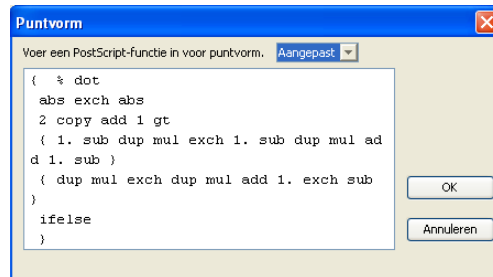 Puntvorm
Voer een PostScript-functie in voor puntvorm. Aangepast
{ % dot
abs exch abs
2 copy add 1 gt
{ 1. sub dup mul exch 1. sub dup mul ad
d 1. sub }
{ dup mul exch dup mul add 1. exch sub
}
ifelse
}
OK
Annuleren